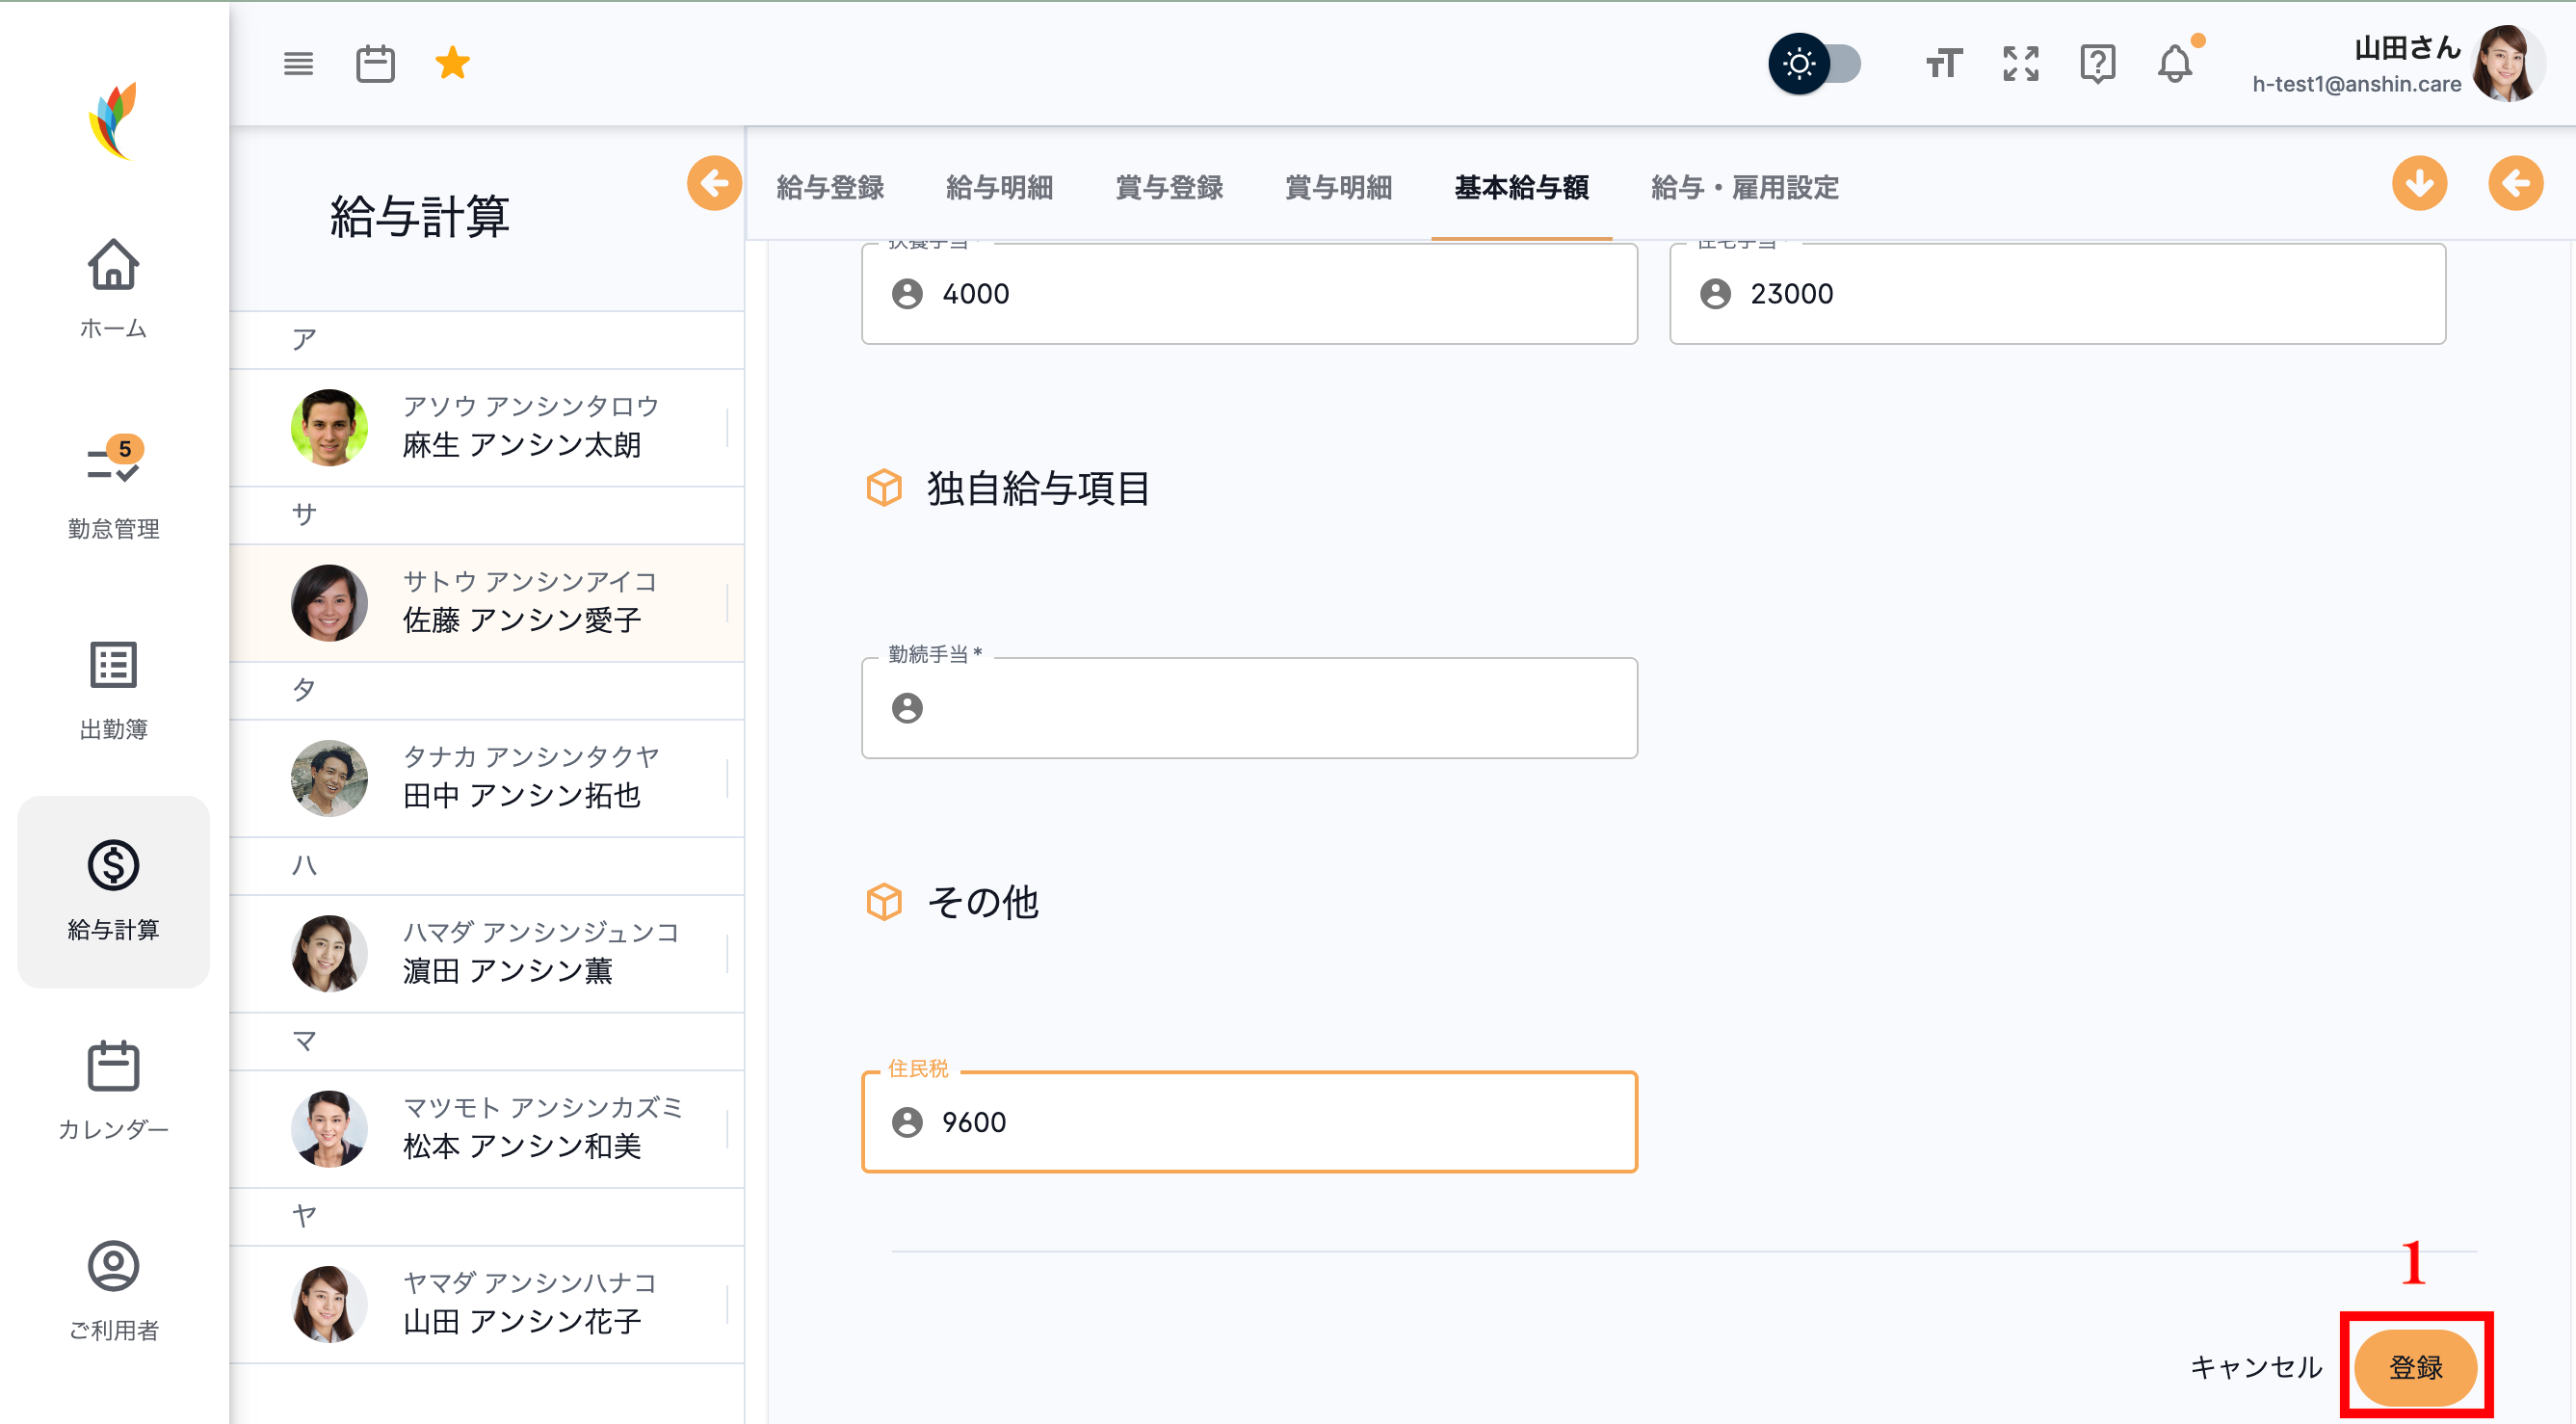 山田さん
h-test1@anshin.care
ホーム
5
勤怠管理
出勤簿
給与計算
カレンダー
ご利用者
給与計算
ア
アソウ アンシンタロウ
麻生 アンシン太朗
サ
サトウ アンシンアイコ
佐藤 アンシン愛子
タ
タナカ アンシンタクヤ
田中 アンシン拓也
ハ
ハマダ アンシンジュンコ
濵田 アンシン薫
マ
マツモト アンシンカズミ
松本 アンシン和美
ヤ
ヤマダ アンシンハナコ
山田 アンシン花子
給与登録 給与明細 賞与登録 賞与明細 基本給与額 給与・雇用設定
扶養手当 *
4000
住宅手当 *
23000
独自給与項目
勤続手当 *
その他
住民税
9600
1
キャンセル 登録